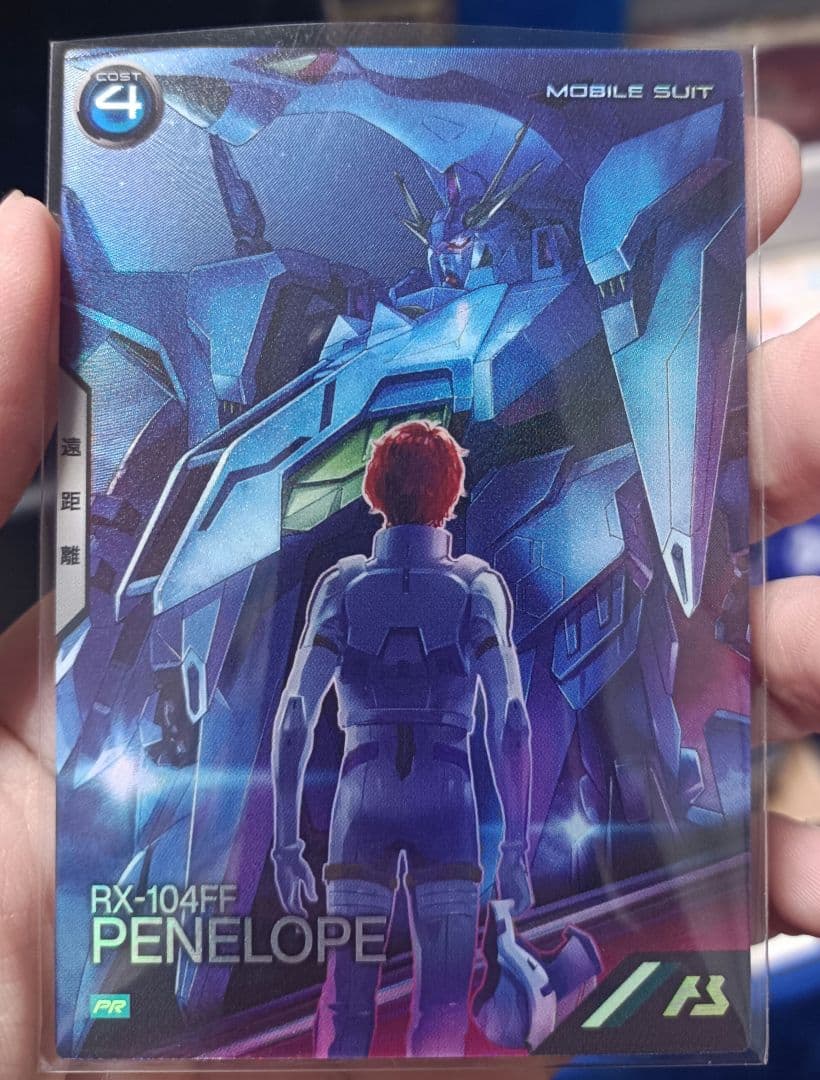 COST
4
MOBILE SUIT
遠距離
RX-104FF
PENELOPE
PR